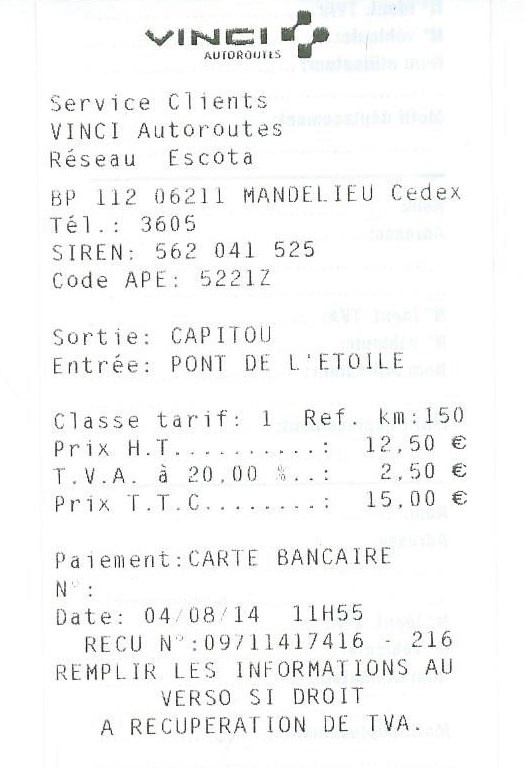 VINCI
AUTOROUTES
Service Clients
VINCI Autoroutes
Réseau Escota
BP 112 06211 MANDELIEU Cedex
Tél.: 3605
SIREN: 562 041 525
Code APE: 5221Z
Sortie: CAPITOU
Entrée: PONT DE L'ETOILE
Classe tarif: 1 Ref. km:150
Prix H.T..........: 12,50 €
T.V.A. à 20,00 %..: 2,50 €
Prix T.T.C........: 15,00 €
Paiement:CARTE BANCAIRE
N°:
Date: 04/08/14 11H55
RECU N°:09711417416 - 216
REMPLIR LES INFORMATIONS AU
VERSO SI DROIT
A RECUPERATION DE TVA.